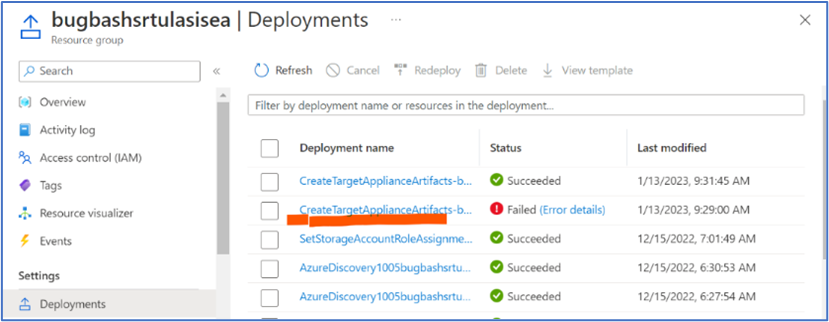 bugbashsrtulasisea | Deployments ...
Resource group
Search
Refresh Cancel Redeploy Delete View template
Overview
Activity log
Access control (IAM)
Tags
Resource visualizer
Events
Settings
Deployments
Filter by deployment name or resources in the deployment...
Deployment name Status Last modified
CreateTargetApplianceArtifacts-b... Succeeded 1/13/2023, 9:31:45 AM
CreateTargetApplianceArtifacts-b... Failed (Error details) 1/13/2023, 9:29:00 AM
SetStorageAccountRoleAssignme... Succeeded 12/15/2022, 7:01:49 AM
AzureDiscovery1005bugbashsrtu... Succeeded 12/15/2022, 6:30:53 AM
AzureDiscovery1005bugbashsrtu... Succeeded 12/15/2022, 6:27:54 AM